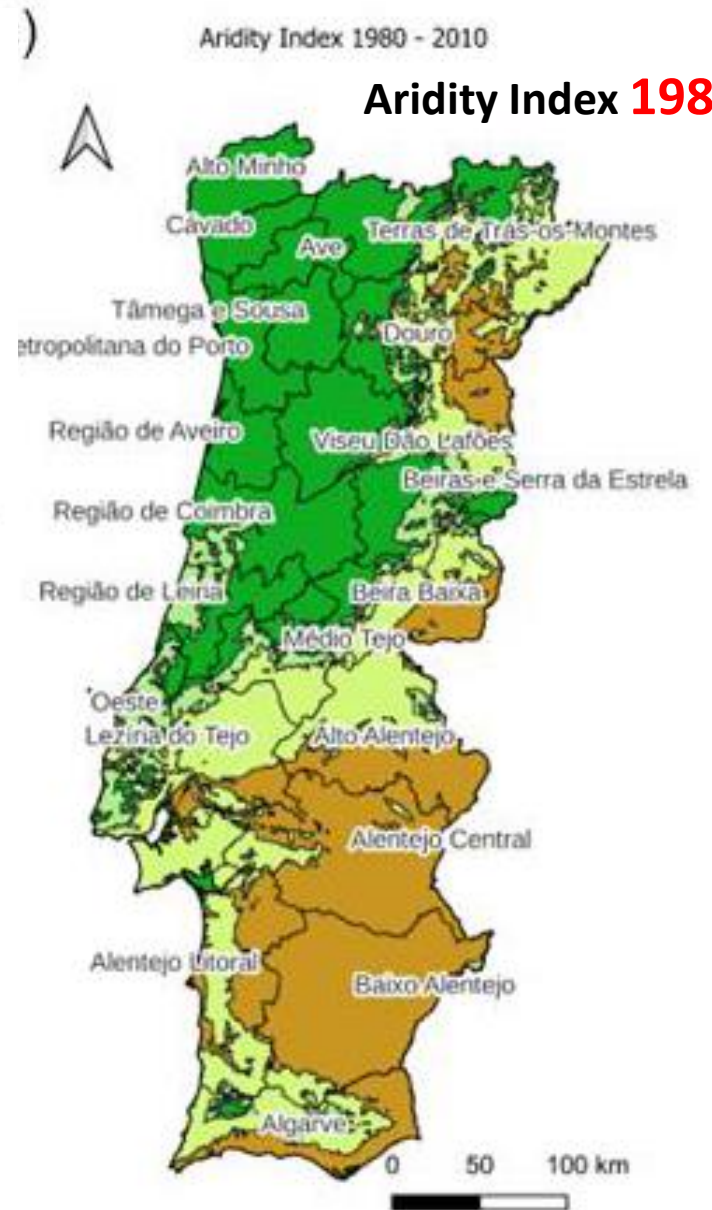 )
Aridity Index 1980 - 2010
Aridity Index 198
Alto Minho
Cávado
Ave
Terras de Trás-os-Montes
Tâmega e Sousa
etropolitana do Porto
Douro
Região de Aveiro
Viseu Dão Lafões
Beiras e Serra da Estrela
Região de Coimbra
Região de Leiria
Beira Baixa
Médio Tejo
Oeste
Lezíria do Tejo
Alto Alentejo
Alentejo Central
Alentejo Litoral
Baixo Alentejo
Algarve
0 50 100 km